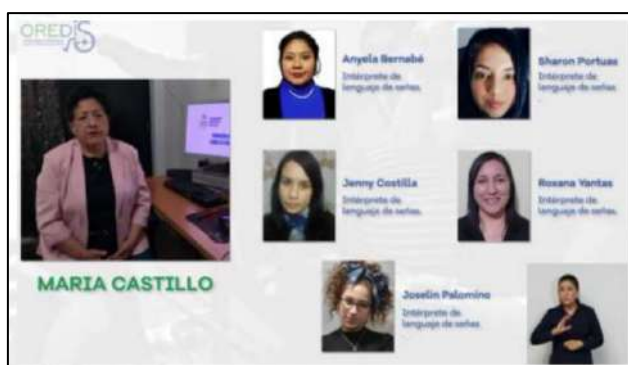 OREDIS
MARIA CASTILLO
Anyela Bernabé
Intérprete de
lenguaje de señas.
Sharon Portuas
Intérprete de
lenguaje de señas
Jenny Costilla
Intérprete de
lenguaje de señas.
Roxana Yantas
Intérprete de
lenguaje de señas.
Joselin Palomino
Intérprete de
lenguaje de señas